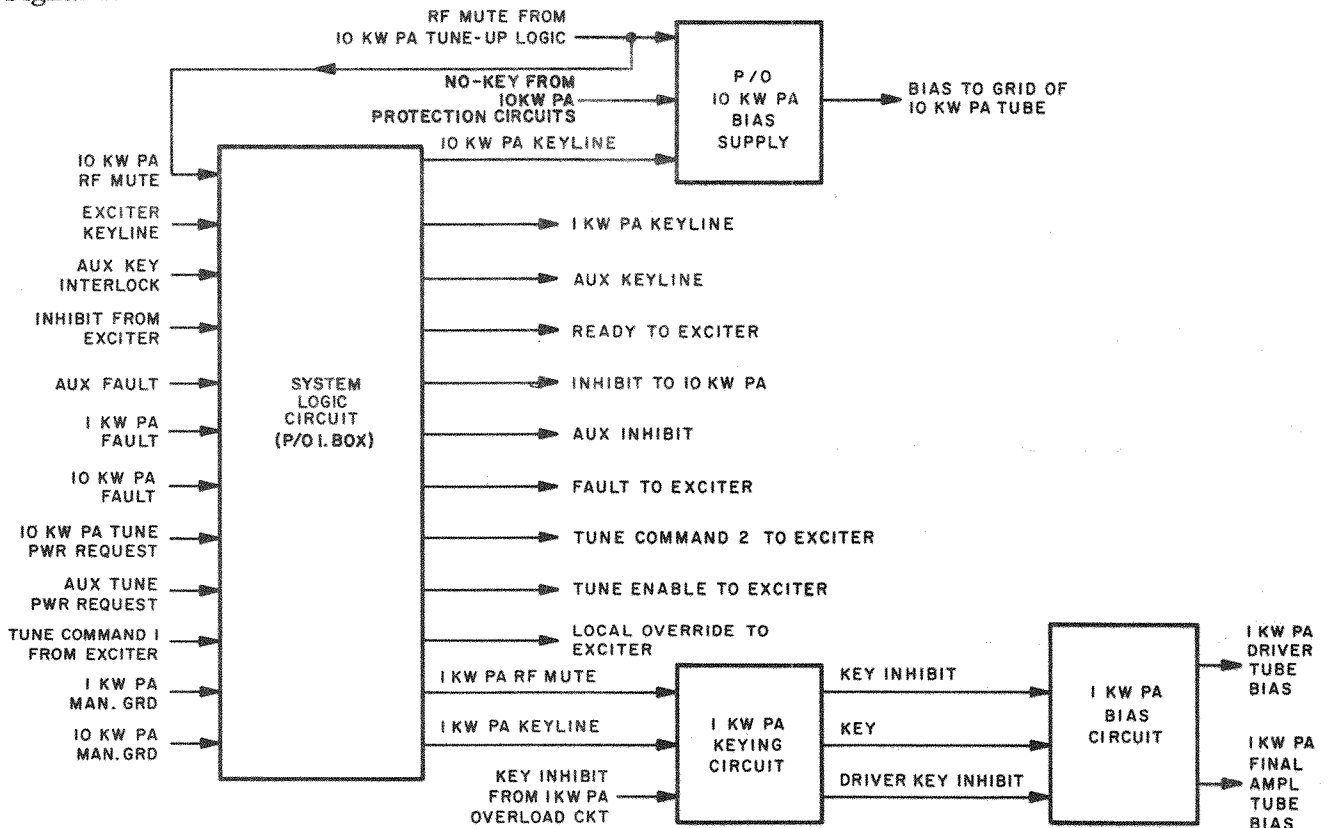 RF MUTE FROM
10 KW PA TUNE-UP LOGIC
NO-KEY FROM
10KW PA
PROTECTION CIRCUITS
10 KW PA KEYLINE
P/O
10 KW PA
BIAS
SUPPLY
BIAS TO GRID OF
10 KW PA TUBE
10 KW PA
RF MUTE
EXCITER
KEYLINE
AUX KEY
INTERLOCK
INHIBIT FROM
EXCITER
AUX FAULT
1 KW PA
FAULT
10 KW PA
FAULT
10 KW PA TUNE
PWR REQUEST
AUX TUNE
PWR REQUEST
TUNE COMMAND 1
FROM EXCITER
1 KW PA
MAN. GRD
10 KW PA
MAN.GRD
SYSTEM
LOGIC
CIRCUIT
(P/O I. BOX)
1 KW PA KEYLINE
AUX KEYLINE
READY TO EXCITER
INHIBIT TO 10 KW PA
AUX INHIBIT
FAULT TO EXCITER
TUNE COMMAND 2 TO EXCITER
TUNE ENABLE TO EXCITER
LOCAL OVERRIDE TO
EXCITER
1 KW PA RF MUTE
1 KW PA KEYLINE
KEY INHIBIT
FROM 1KW PA
OVERLOAD CKT
1 KW PA
KEYING
CIRCUIT
KEY INHIBIT
KEY
DRIVER KEY INHIBIT
1 KW PA
BIAS
CIRCUIT
1 KW PA
DRIVER
TUBE
BIAS
1KW PA
FINAL
AMPL
TUBE
BIAS